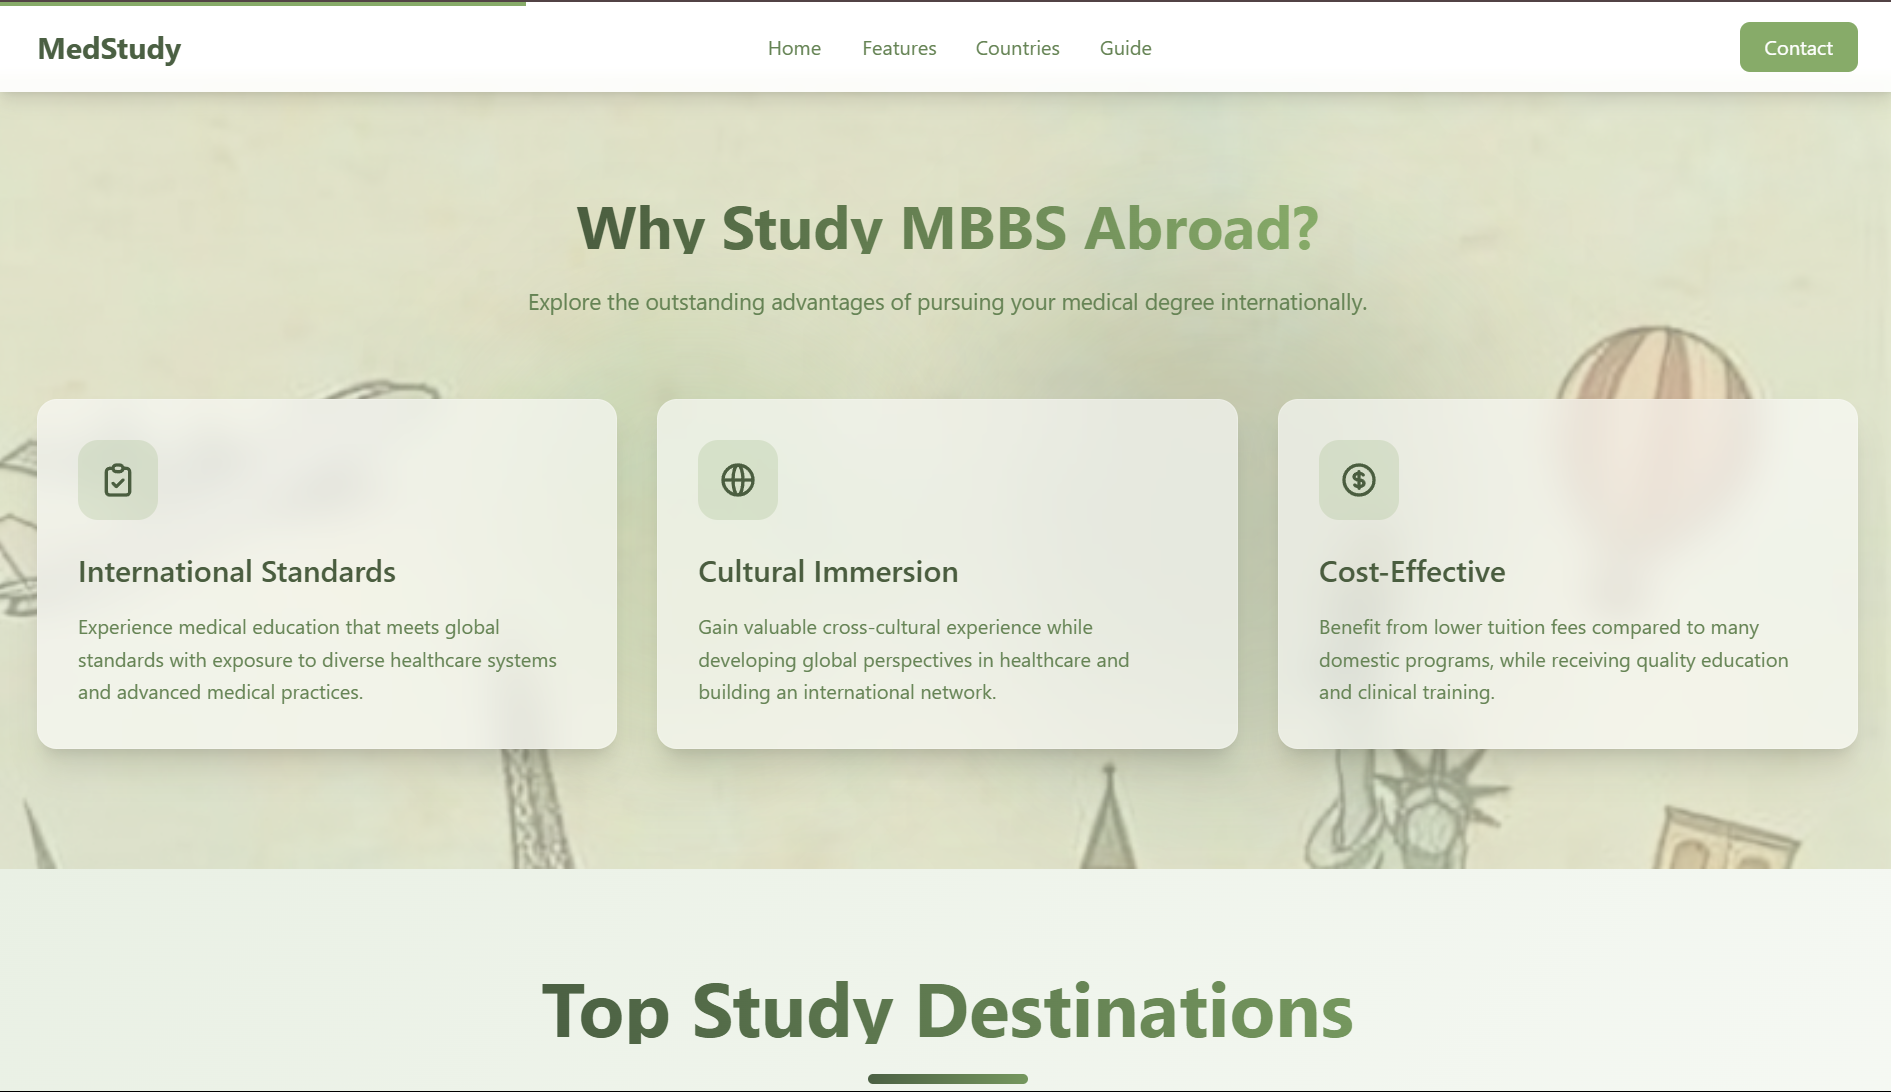 MedStudy
Home
Features
Countries
Guide
Contact
Why Study MBBS Abroad?
Explore the outstanding advantages of pursuing your medical degree internationally.
International Standards
Experience medical education that meets global
standards with exposure to diverse healthcare systems
and advanced medical practices.
Cultural Immersion
Gain valuable cross-cultural experience while
developing global perspectives in healthcare and
building an international network.
Cost-Effective
Benefit from lower tuition fees compared to many
domestic programs, while receiving quality education
and clinical training.
Top Study Destinations